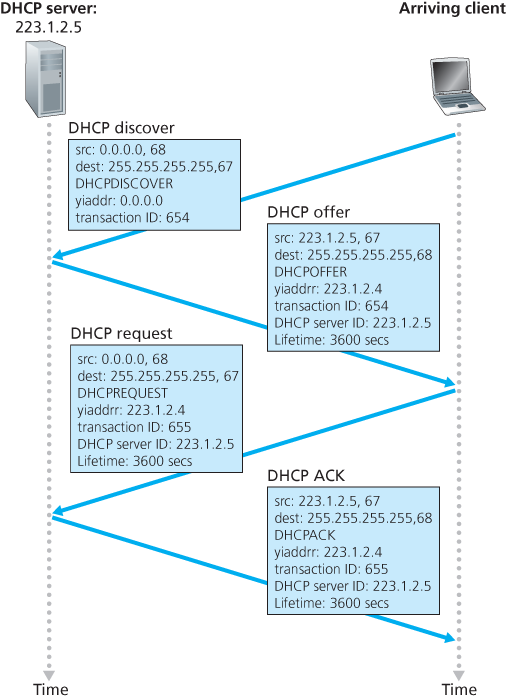 DHCP server:
223.1.2.5
Arriving client
DHCP discover
src: 0.0.0.0, 68
dest: 255.255.255.255,67
DHCPDISCOVER
yiaddr: 0.0.0.0
transaction ID: 654
DHCP offer
src: 223.1.2.5, 67
dest: 255.255.255.255,68
DHCPOFFER
yiaddrr: 223.1.2.4
transaction ID: 654
DHCP server ID: 223.1.2.5
Lifetime: 3600 secs
DHCP request
src: 0.0.0.0, 68
dest: 255.255.255.255, 67
DHCPREQUEST
yiaddrr: 223.1.2.4
transaction ID: 655
DHCP server ID: 223.1.2.5
Lifetime: 3600 secs
DHCP ACK
src: 223.1.2.5, 67
dest: 255.255.255.255,68
DHCPACK
yiaddrr: 223.1.2.4
transaction ID: 655
DHCP server ID: 223.1.2.5
Lifetime: 3600 secs
Time
Time